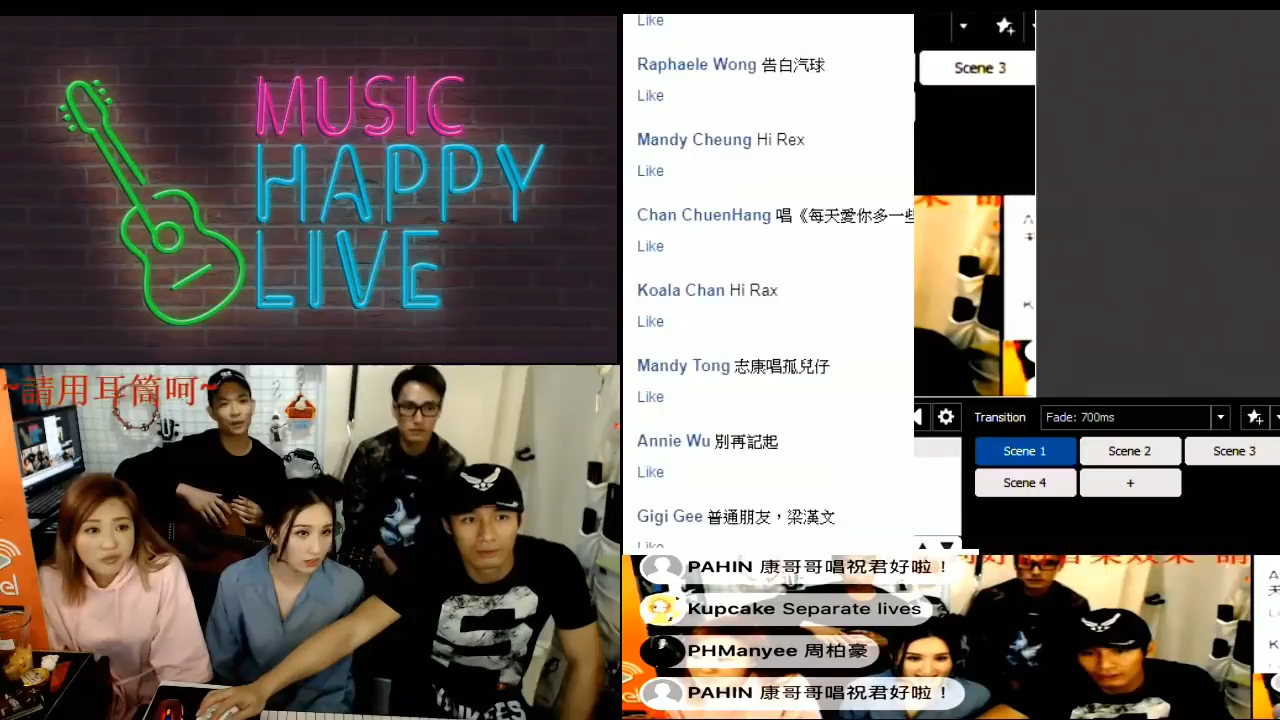 MUSIC
HAPPY
LIVE
~請用耳筒呵~
Like
Raphaele Wong 告白汽球
Like
Mandy Cheung Hi Rex
Like
Chan ChuenHang 唱《每天愛你多一些
Like
Koala Chan Hi Rax
Like
Mandy Tong 志康唱孤兒仔
Like
Annie Wu 別再記起
Like
Gigi Gee 普通朋友，梁漢文
Like
Scene 3
Transition
Fade: 700ms
Scene 1
Scene 2
Scene 3
Scene 4
+
PAHIN 康哥哥唱祝君好啦！
Kupcake Separate lives
PHManyee 周柏豪
PAHIN 康哥哥唱祝君好啦！